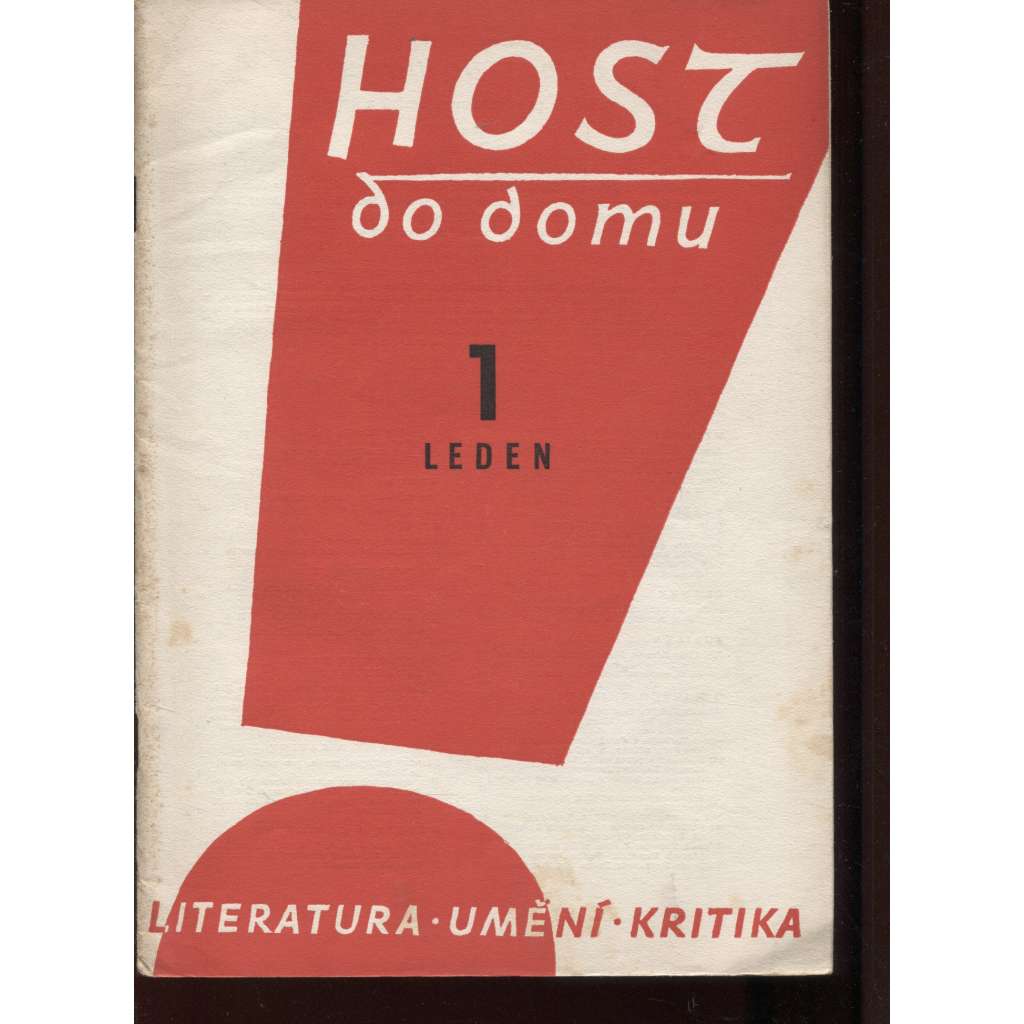 HOST
do domu
1
LEDEN
LITERATURA · UMĚNÍ · KRITIKA